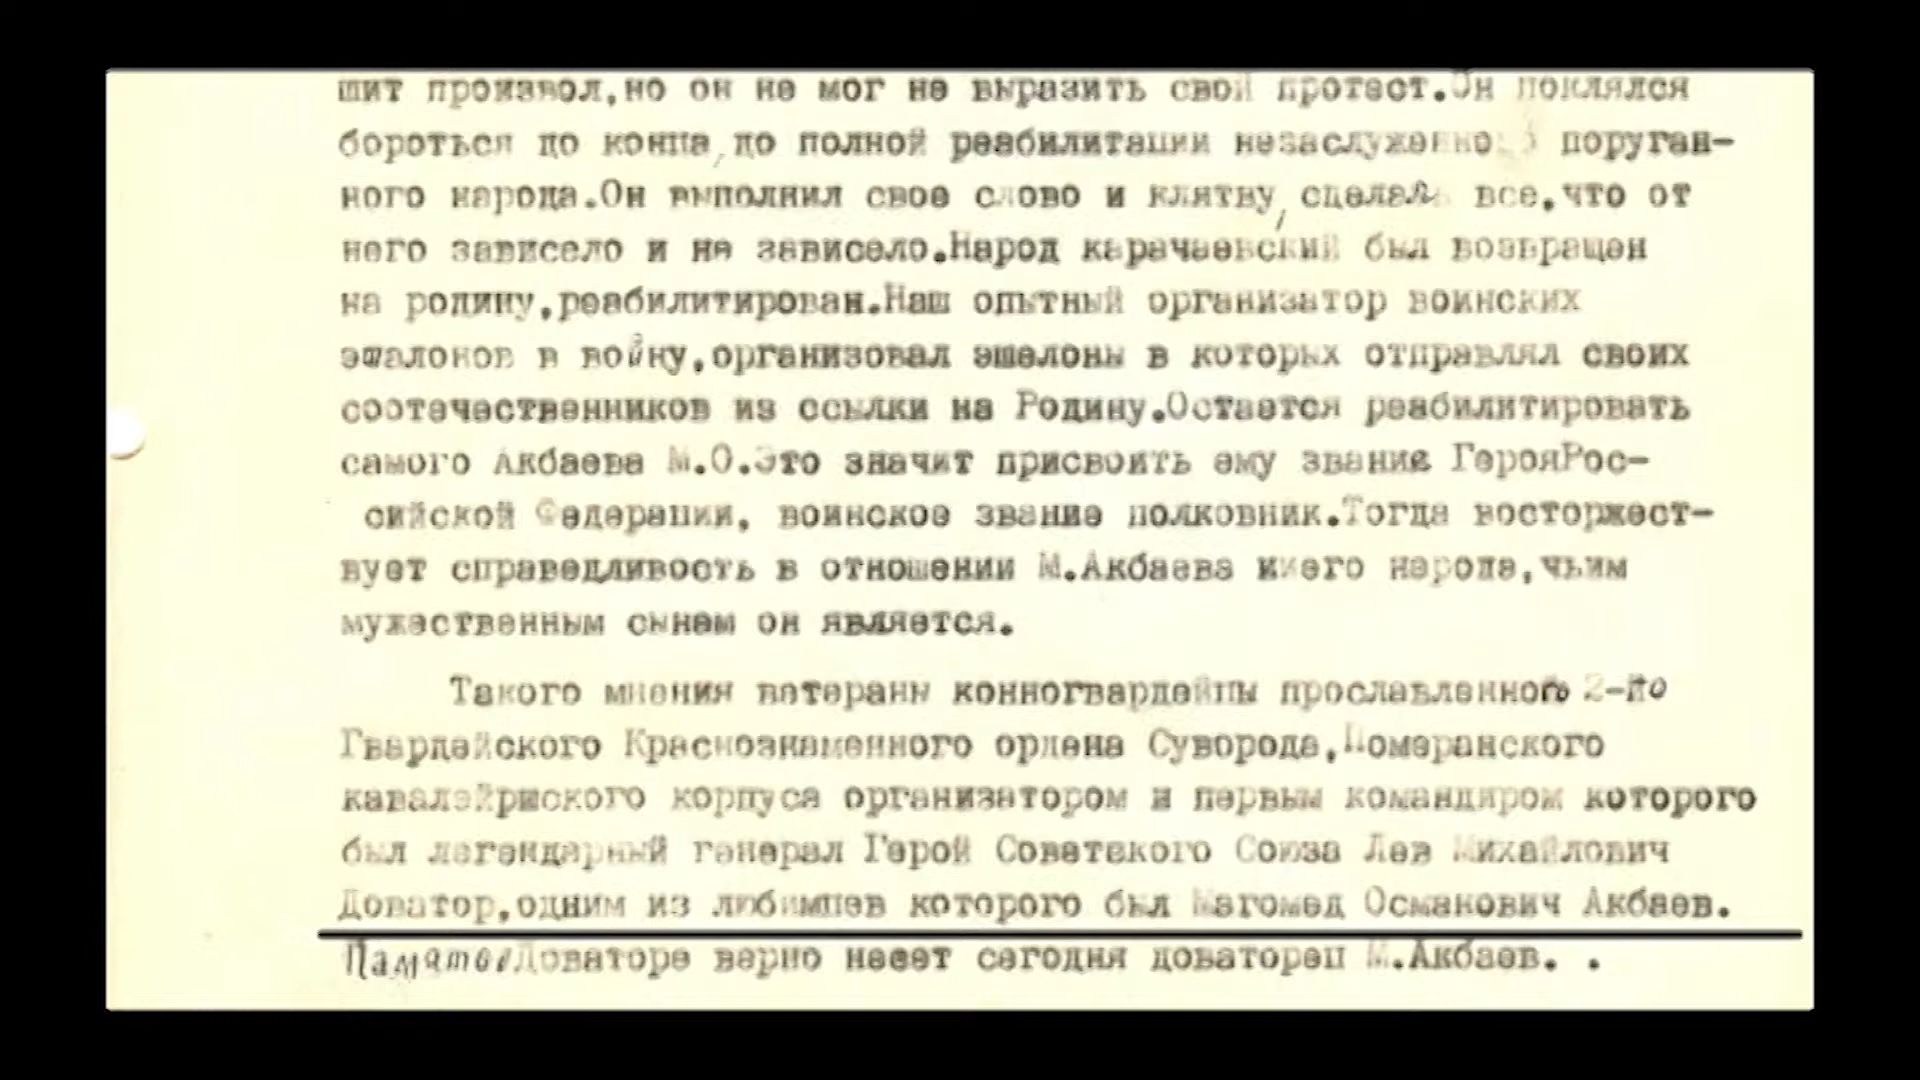 шит произвол,но он не мог не выразить свой протест.Он поклялся
бороться до конца,до полной реабилитации незаслуженно поруган-
ного народа.Он выполнил свое слово и клятву, сделал все,что от
него зависело и не зависело.Народ карачаевский был возвращен
на родину,реабилитирован.Наш опытный организатор воинских
эшалонов в войну,организовал эшелоны в которых отправлял своих
соотечественников из ссылки на Родину.Остается реабилитировать
самого Акбаева М.О.Это значит присвоить ему звание ГерояРос-
сийской Федерации, воинское звание полковник.Тогда восторжест-
вует справедливость в отношении М.Акбаева и его народа,чьим
мужественным сынем он является.
Такого мнения ветераны конногвардейцы прославленного 2-го
Гвардейского Краснознаменного ордена Суворода,Померанского
кавалейришского корпуса организатором и первым командиром которого
был легендарный генерал Герой Советского Союза Лев Михайлович
Доватор,одним из любимцев которого был Магомед Османович Акбаев.
Память Доваторе верно несет сегодня доваторец М.Акбаев. .